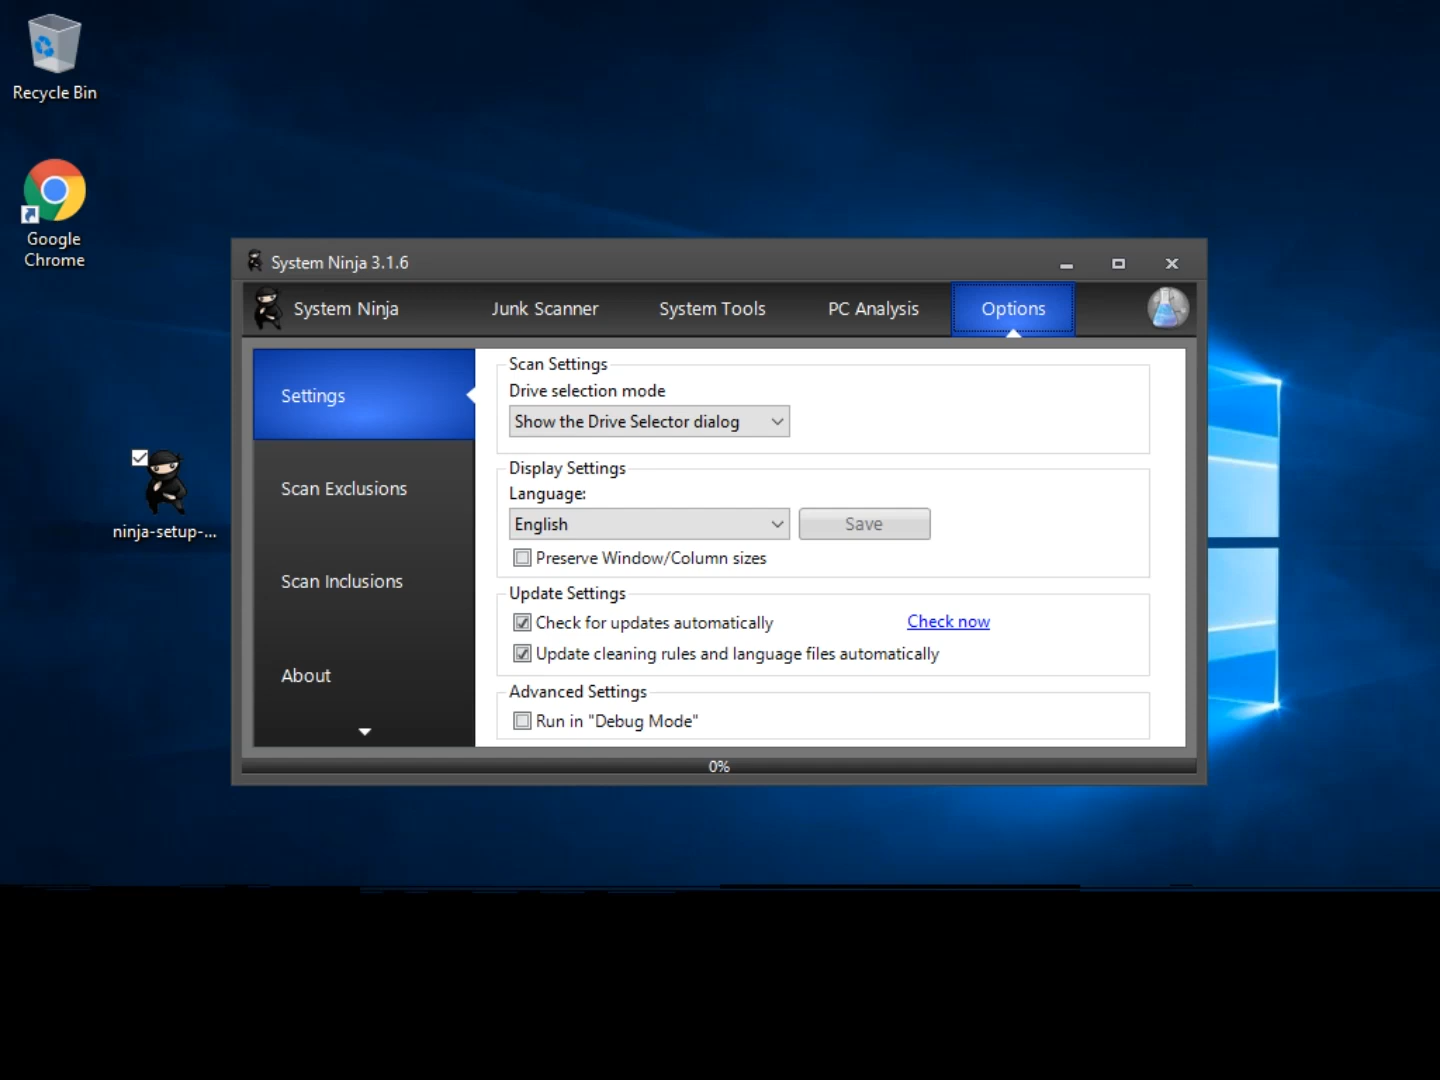 Recycle Bin
Google
Chrome
ninja-setup-...
System Ninja 3.1.6
System Ninja
Junk Scanner
System Tools
PC Analysis
Options
Settings
Scan Exclusions
Scan Inclusions
About
Scan Settings
Drive selection mode
Show the Drive Selector dialog
Display Settings
Language:
English
Save
Preserve Window/Column sizes
Update Settings
Check for updates automatically
Check now
Update cleaning rules and language files automatically
Advanced Settings
Run in "Debug Mode"
0%